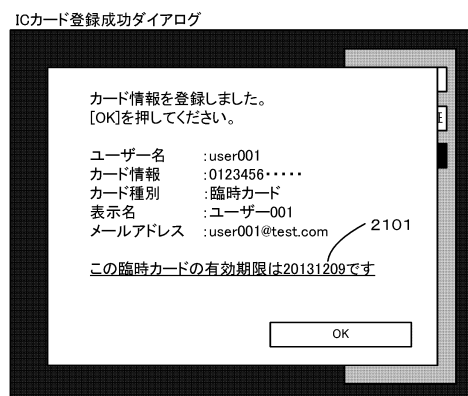 ICカード登録成功ダイアログ
カード情報を登録しました。
[OK]を押してください。
ユーザー名 :user001
カード情報 :0123456・・・・・
カード種別 :臨時カード
表示名 :ユーザー001
メールアドレス :user001@test.com
2101
この臨時カードの有効期限は20131209です
OK